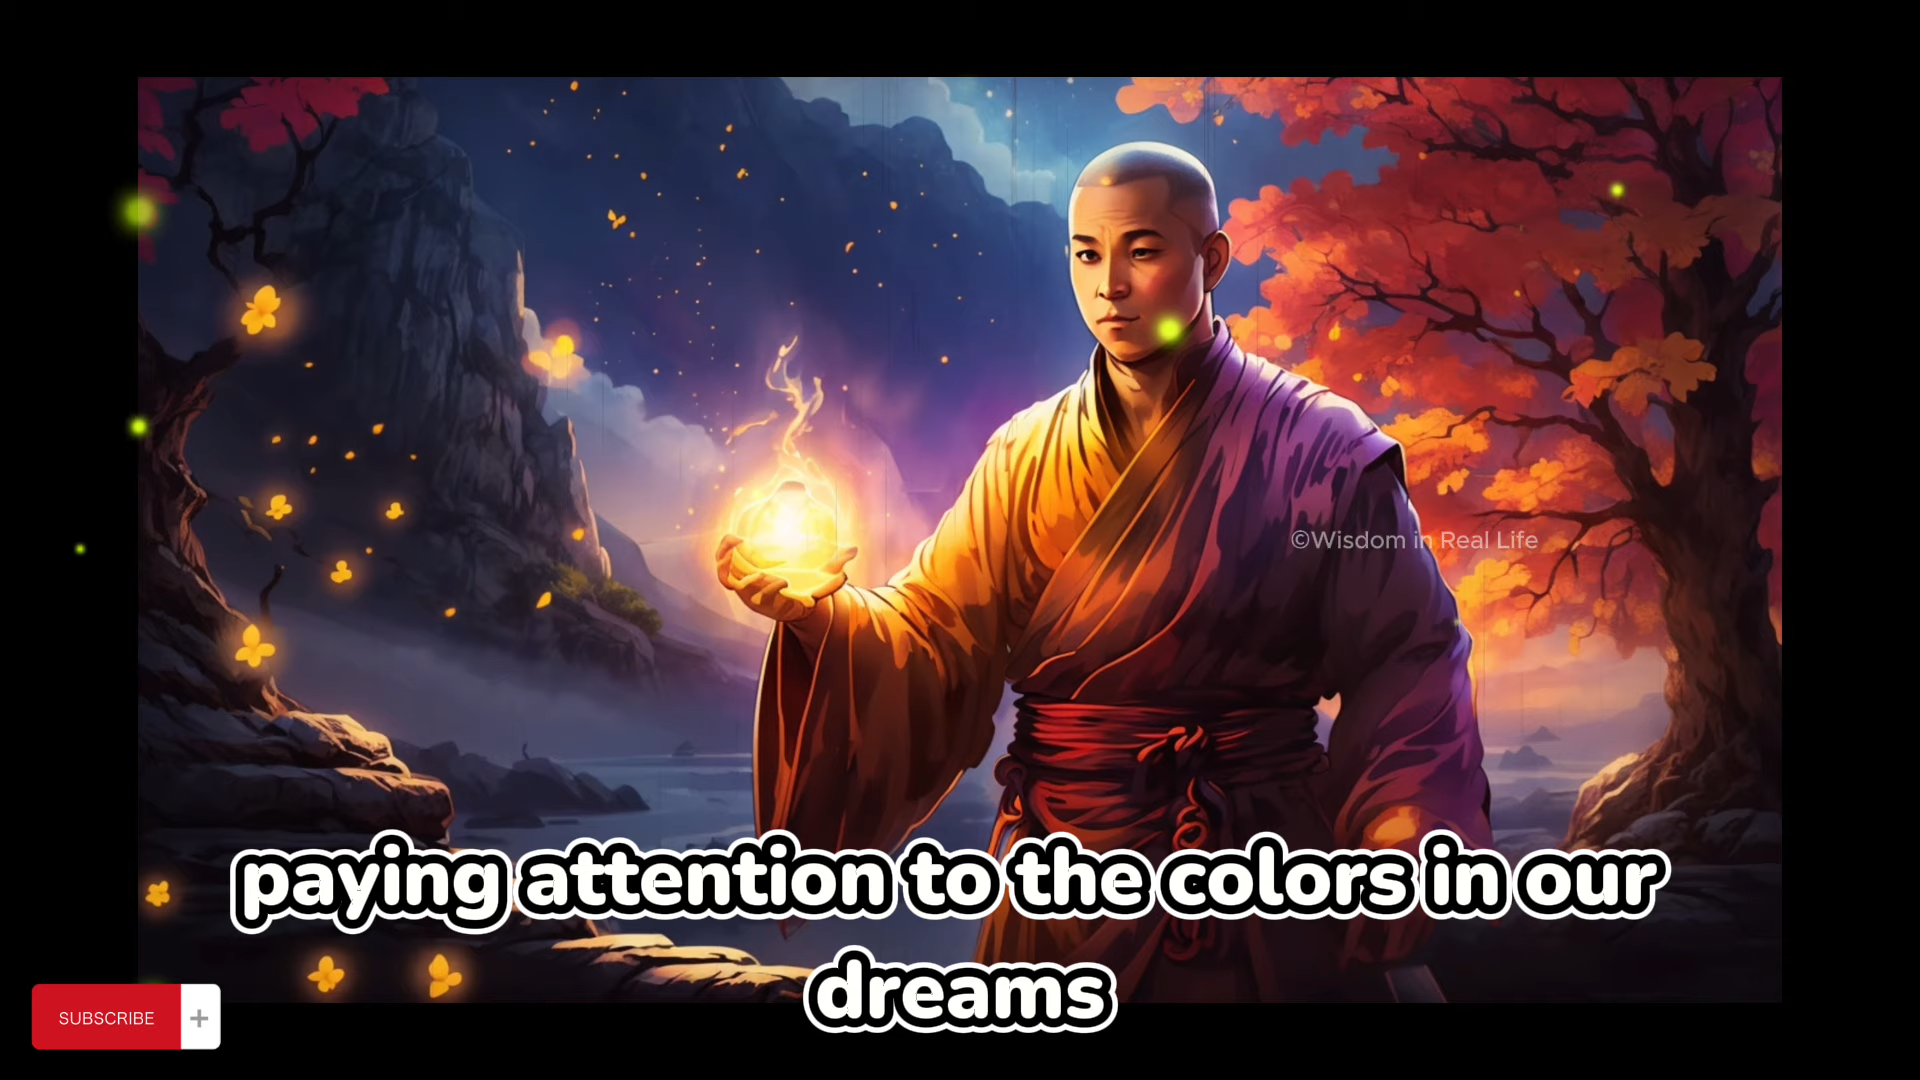 ©Wisdom in Real Life
paying attention to the colors in our
dreams
SUBSCRIBE +